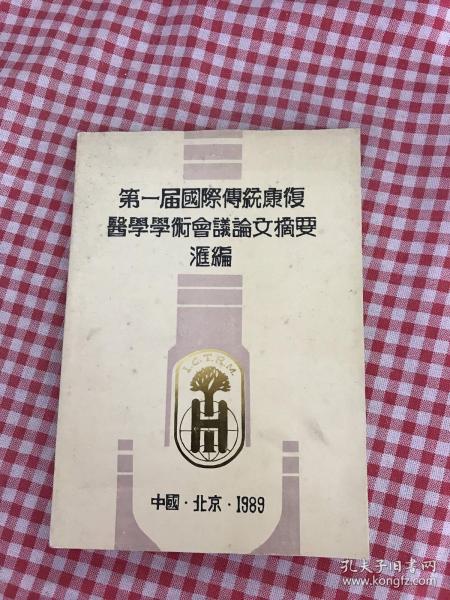 第一届國際傳統康復
醫學學術會議論文摘要
滙編
I.C.T.R.M.
中國·北京·1989
孔夫子旧书网
www.kongfz.com